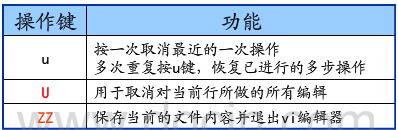 操作键 功能
u 按一次取消最近的一次操作
多次重复按u键，恢复已进行的多步操作
U 用于取消对当前行所做的所有编辑
ZZ 保存当前的文件内容并退出vi编辑器